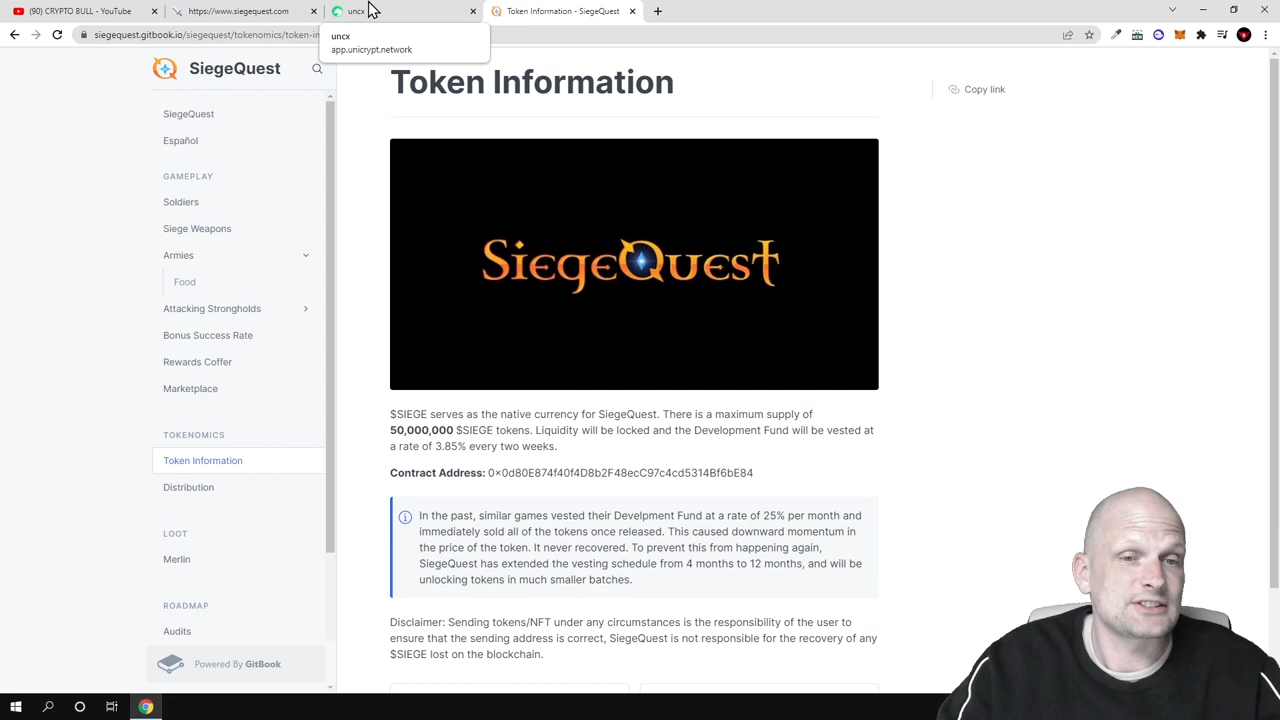 (90) CRYPTO BULL - YouTube
https://www.siegequest.com
uncx
Token Information - SiegeQuest
siegequest.gitbook.io/siegequest/tokenomics/token-in
uncx
app.unicrypt.network
SiegeQuest
Token Information
Copy link
SiegeQuest
Español
GAMEPLAY
Soldiers
Siege Weapons
Armies
Food
Attacking Strongholds
Bonus Success Rate
Rewards Coffer
Marketplace
TOKENOMICS
Token Information
Distribution
LOOT
Merlin
ROADMAP
Audits
Powered By GitBook
SiegeQuest
$SIEGE serves as the native currency for SiegeQuest. There is a maximum supply of
50,000,000 $SIEGE tokens. Liquidity will be locked and the Development Fund will be vested at
a rate of 3.85% every two weeks.
Contract Address: 0x0d80E874f40f4D8b2F48ecC97c4cd5314Bf6bE84
In the past, similar games vested their Develpment Fund at a rate of 25% per month and
immediately sold all of the tokens once released. This caused downward momentum in
the price of the token. It never recovered. To prevent this from happening again,
SiegeQuest has extended the vesting schedule from 4 months to 12 months, and will be
unlocking tokens in much smaller batches.
Disclaimer: Sending tokens/NFT under any circumstances is the responsibility of the user to
ensure that the sending address is correct, SiegeQuest is not responsible for the recovery of any
$SIEGE lost on the blockchain.